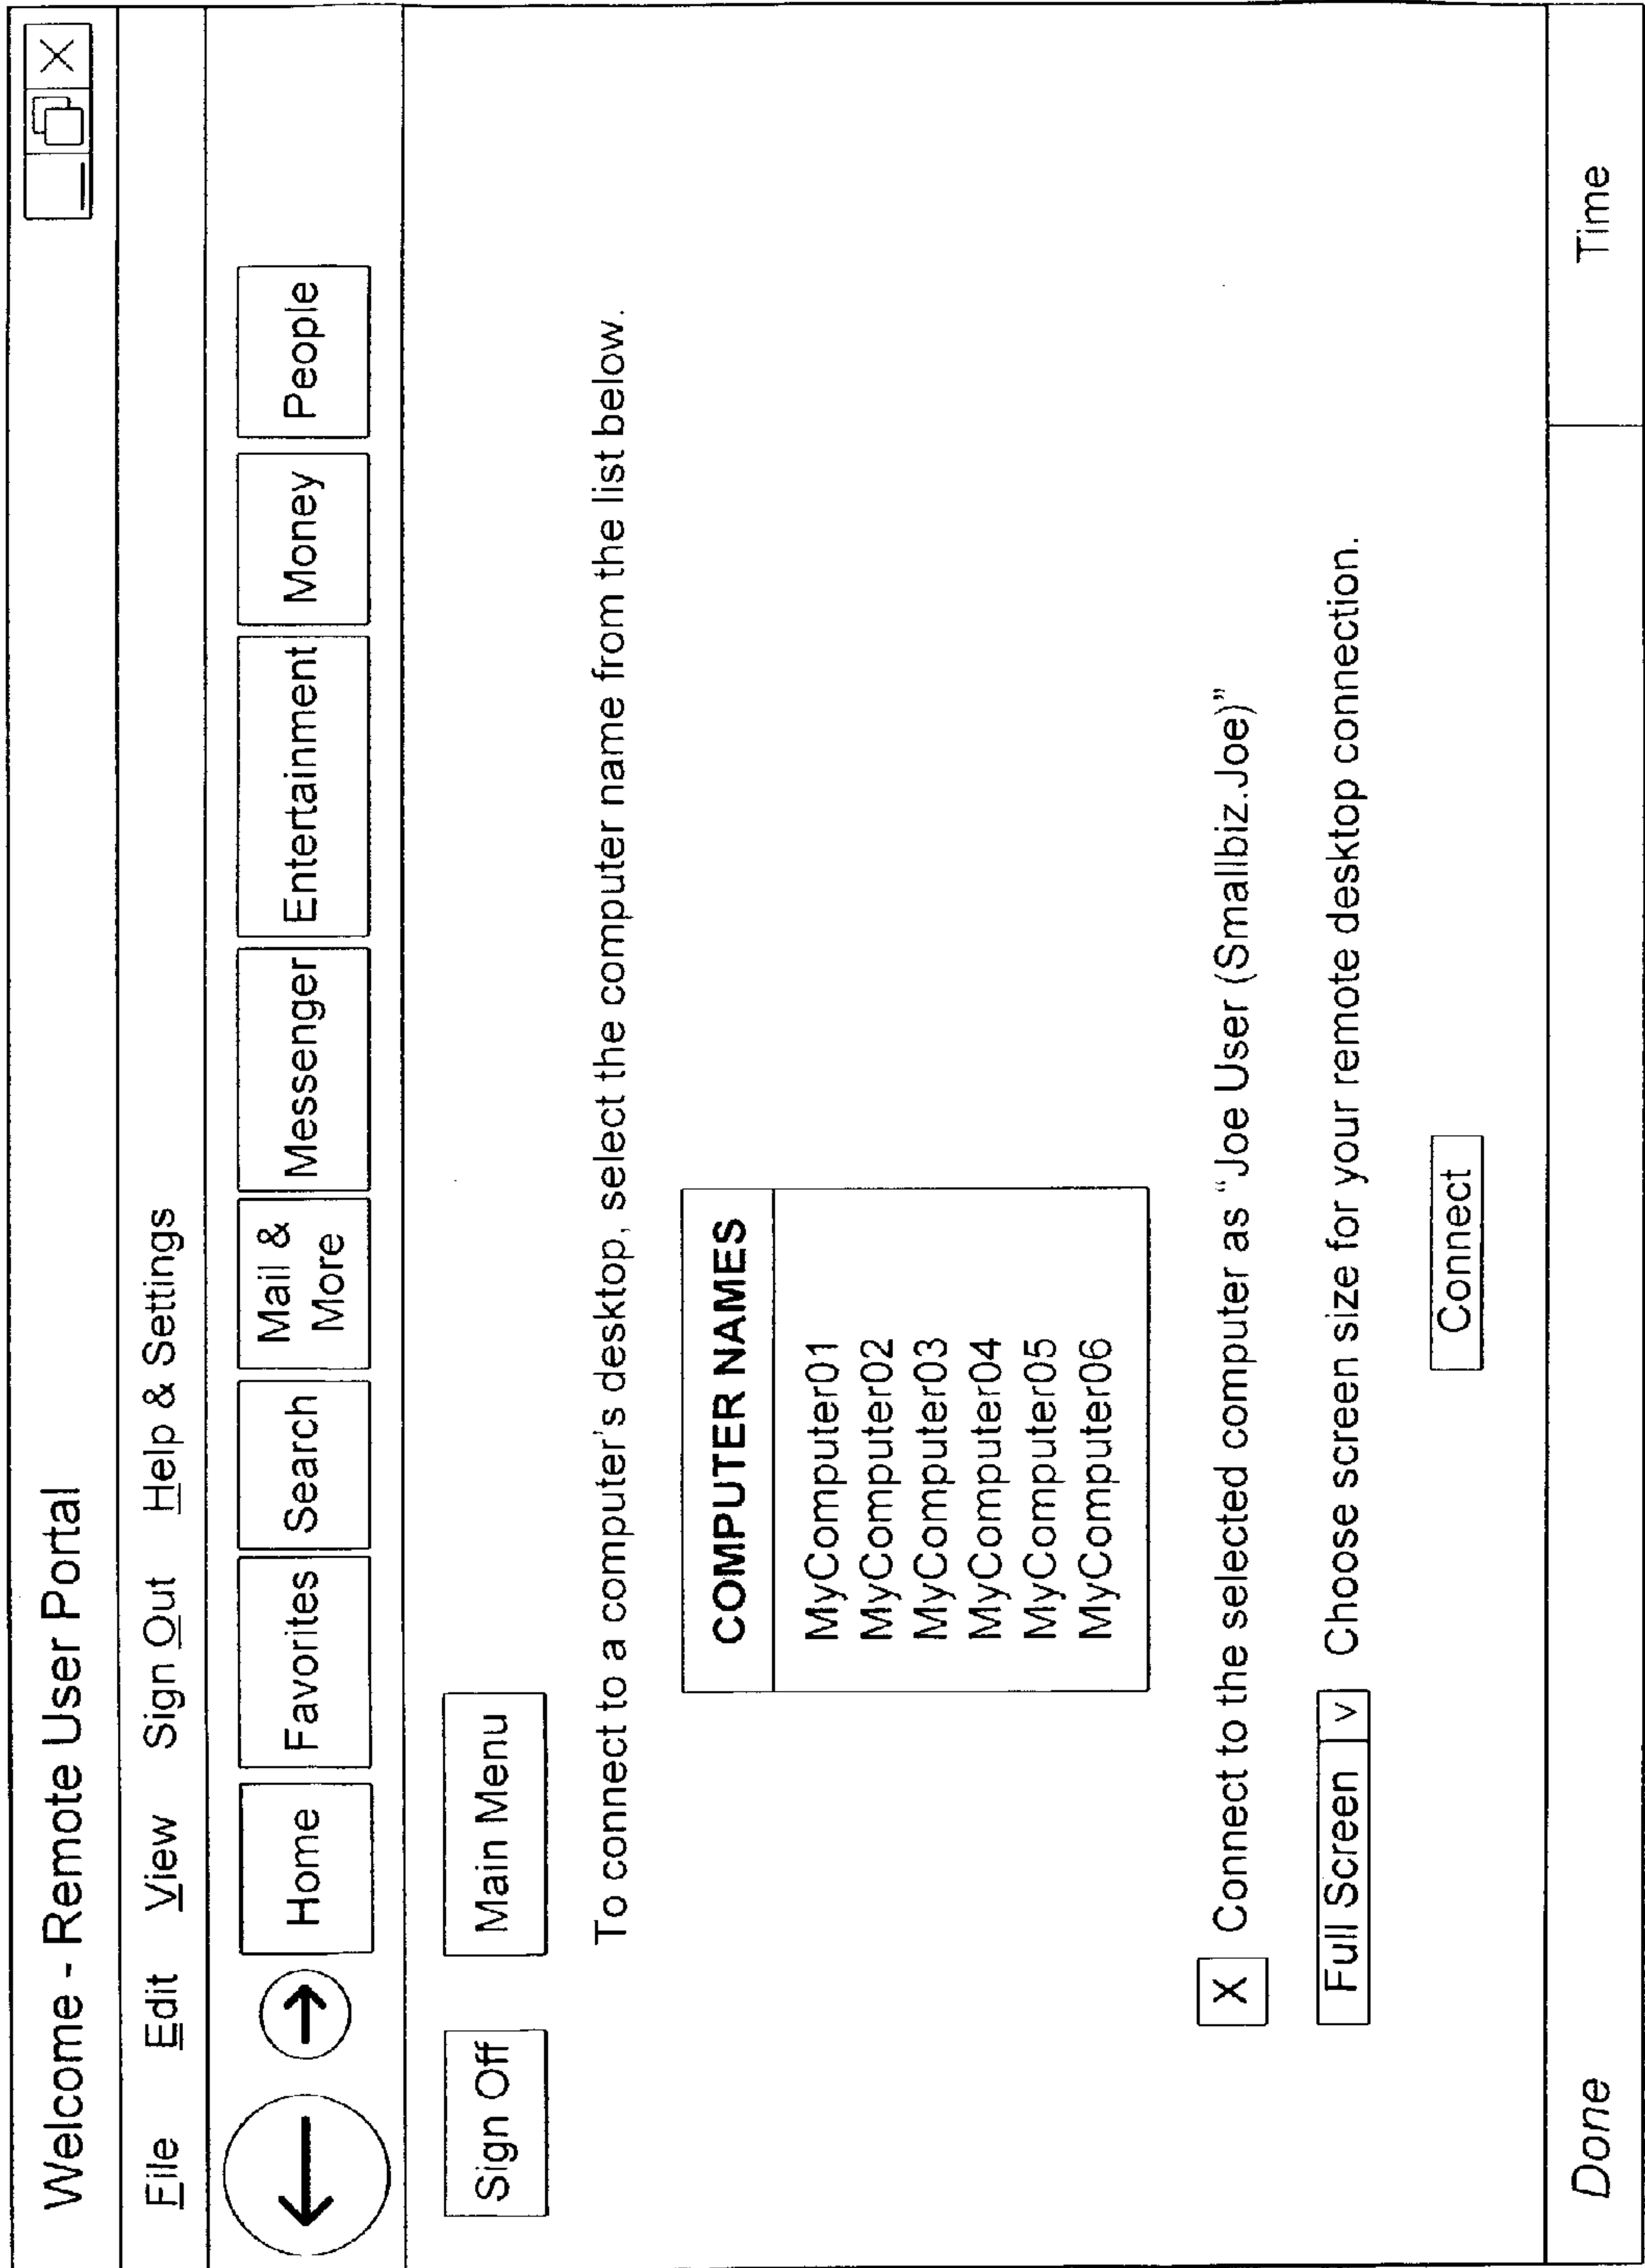 Welcome - Remote User Portal
File Edit View Sign Out Help & Settings
Home Favorites Search Mail & More Messenger Entertainment Money People
Sign Off Main Menu
To connect to a computer's desktop, select the computer name from the list below.
COMPUTER NAMES
MyComputer01
MyComputer02
MyComputer03
MyComputer04
MyComputer05
MyComputer06
X Connect to the selected computer as “Joe User (Smallbiz.Joe)”
Full Screen v Choose screen size for your remote desktop connection.
Connect
Done Time